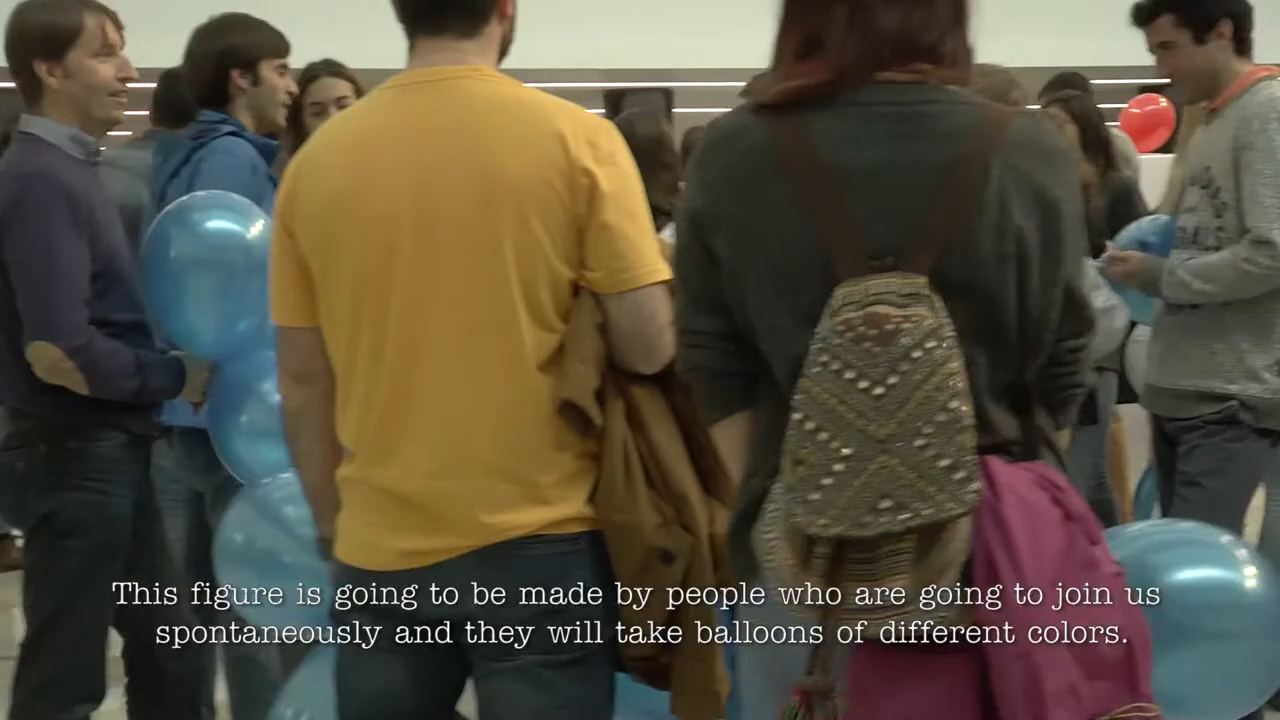 This figure is going to be made by people who are going to join us
spontaneously and they will take balloons of different colors.